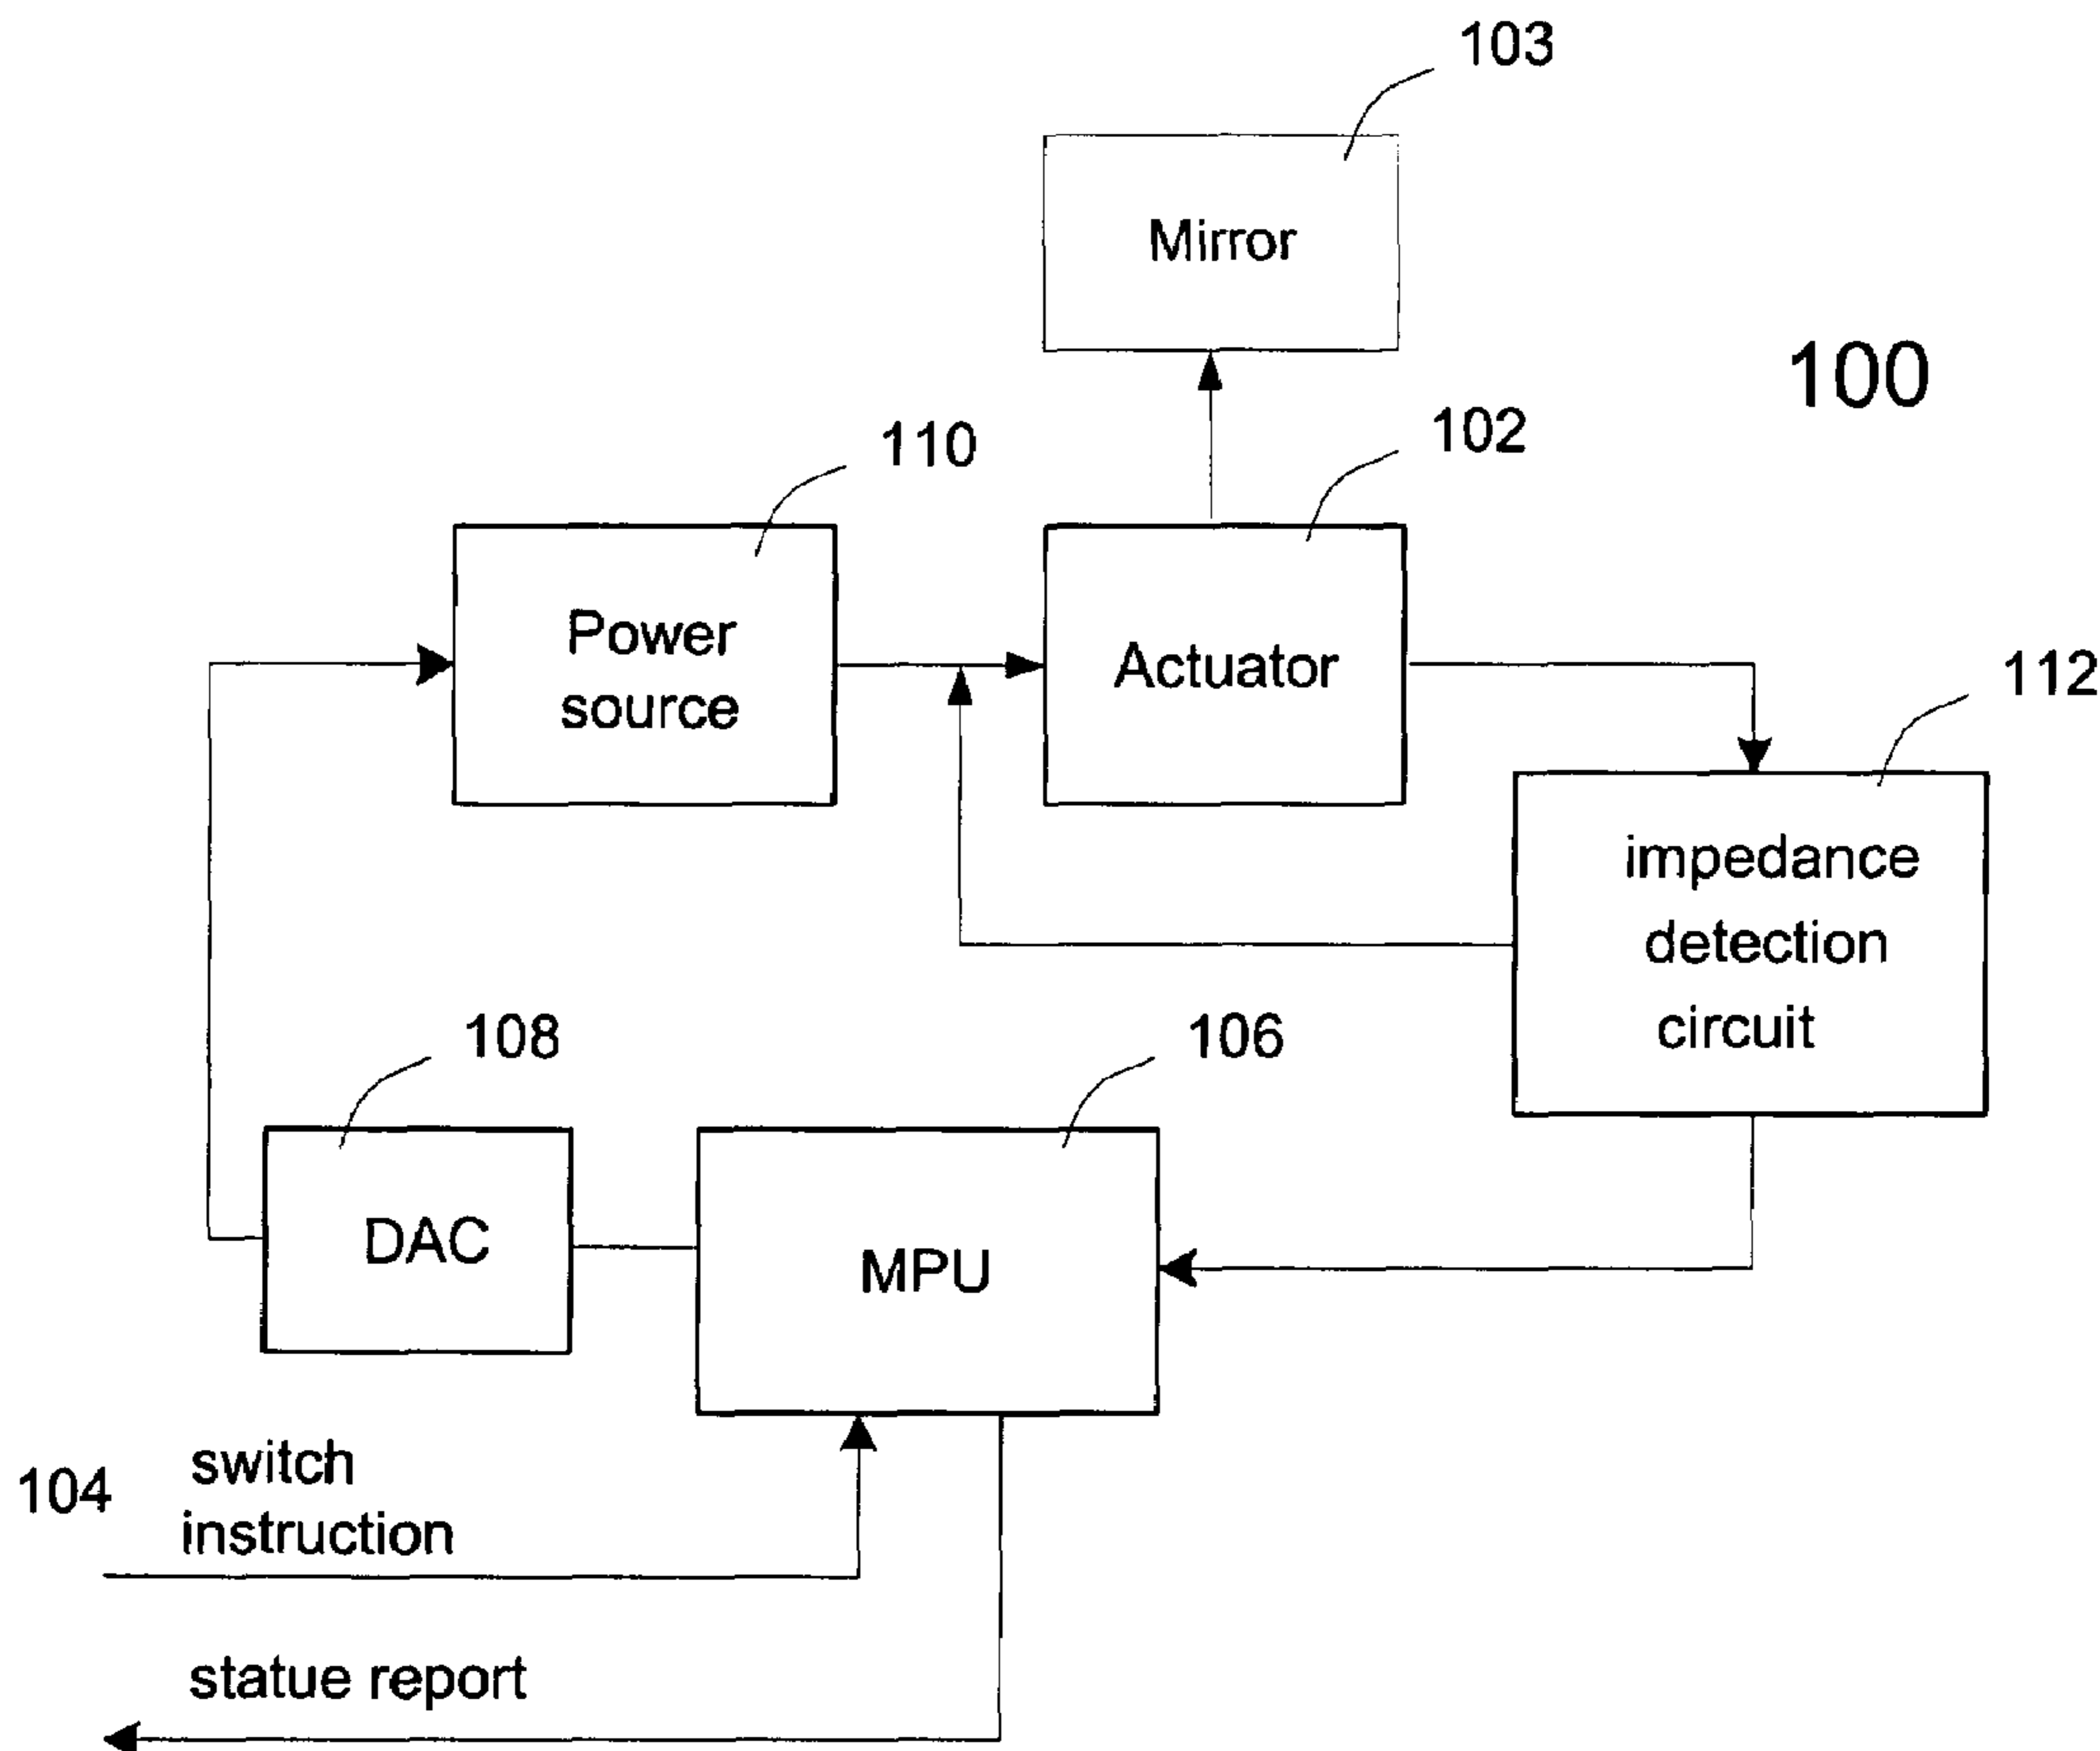 103
Mirror
100
110
102
Power
source
Actuator
112
impedance
detection
circuit
108
106
DAC
MPU
104
switch
instruction
statue report